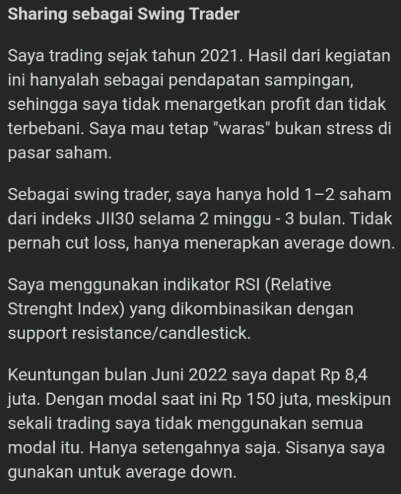 Sharing sebagai Swing Trader
Saya trading sejak tahun 2021. Hasil dari kegiatan
ini hanyalah sebagai pendapatan sampingan,
sehingga saya tidak menargetkan profit dan tidak
terbebani. Saya mau tetap "waras" bukan stress di
pasar saham.
Sebagai swing trader, saya hanya hold 1–2 saham
dari indeks JII30 selama 2 minggu - 3 bulan. Tidak
pernah cut loss, hanya menerapkan average down.
Saya menggunakan indikator RSI (Relative
Strenght Index) yang dikombinasikan dengan
support resistance/candlestick.
Keuntungan bulan Juni 2022 saya dapat Rp 8,4
juta. Dengan modal saat ini Rp 150 juta, meskipun
sekali trading saya tidak menggunakan semua
modal itu. Hanya setengahnya saja. Sisanya saya
gunakan untuk average down.